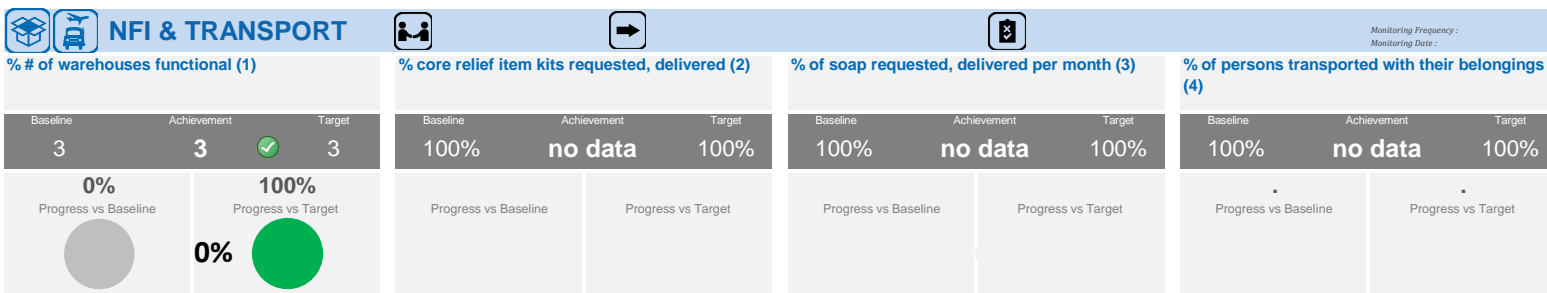 NFI & TRANSPORT
Monitoring Frequency :
Monitoring Date :
% # of warehouses functional (1)
Baseline Achievement Target
3 3 3
0% 100%
Progress vs Baseline Progress vs Target
0%
% core relief item kits requested, delivered (2)
Baseline Achievement Target
100% no data 100%
Progress vs Baseline Progress vs Target
% of soap requested, delivered per month (3)
Baseline Achievement Target
100% no data 100%
Progress vs Baseline Progress vs Target
% of persons transported with their belongings
(4)
Baseline Achievement Target
100% no data 100%
. .
Progress vs Baseline Progress vs Target